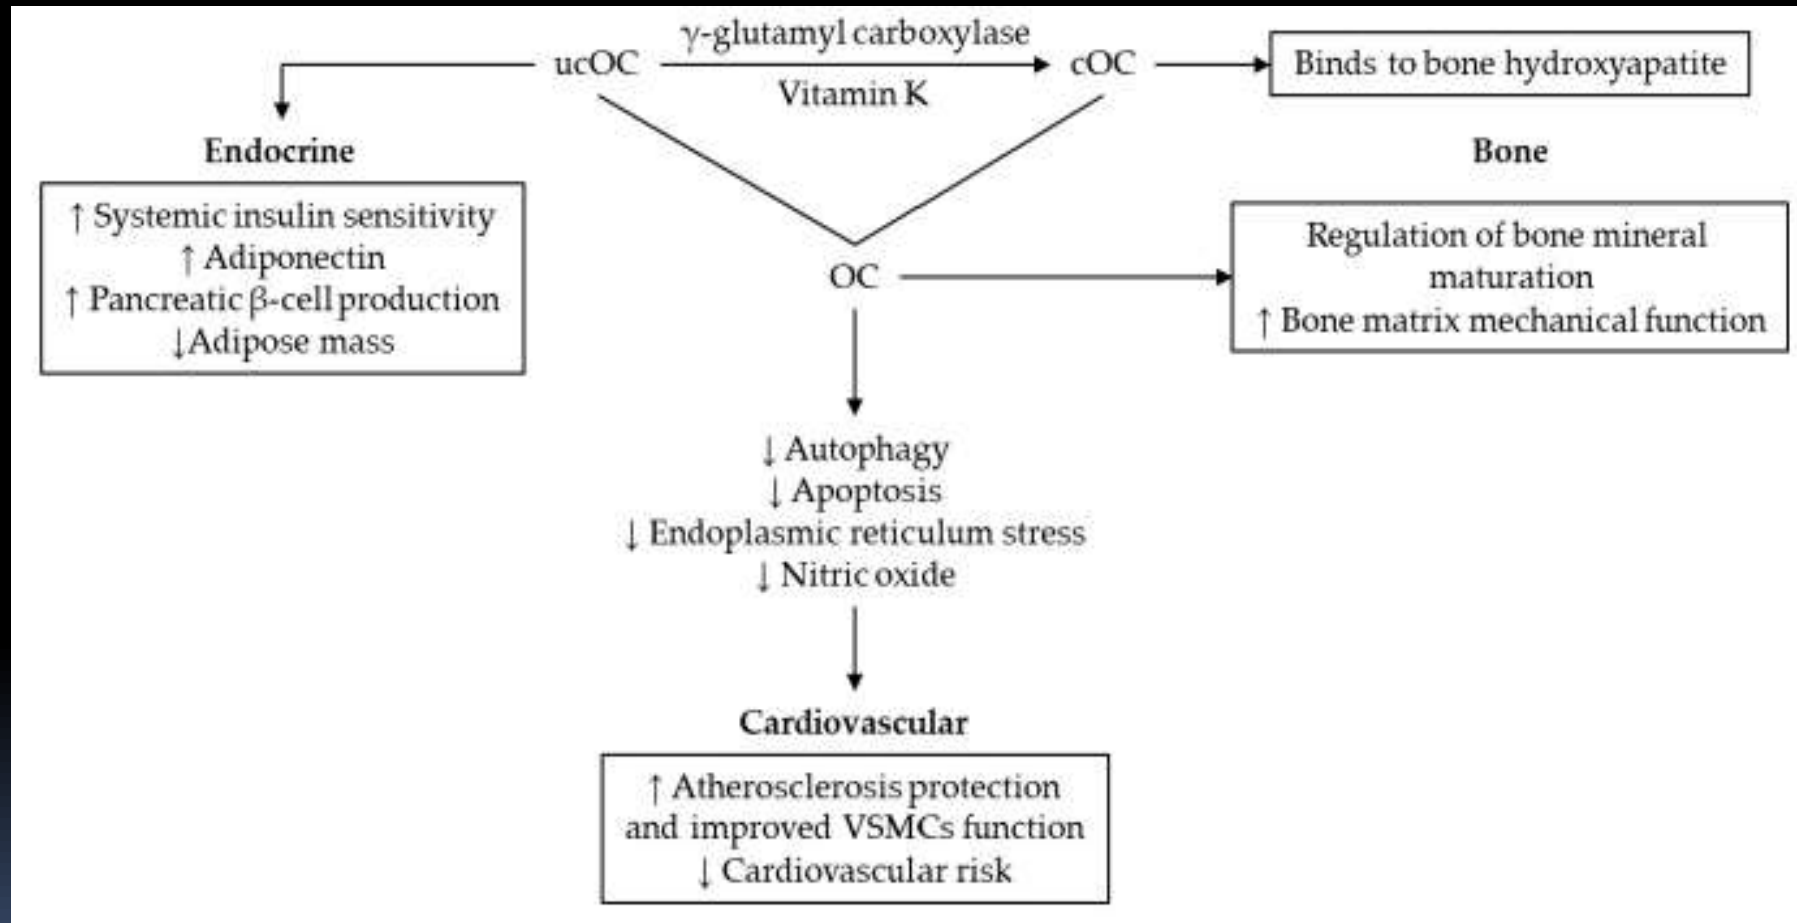 γ-glutamyl carboxylase
ucOC
cOC
Binds to bone hydroxyapatite
Vitamin K
Endocrine
Bone
↑ Systemic insulin sensitivity
↑ Adiponectin
↑ Pancreatic β-cell production
↓Adipose mass
OC
Regulation of bone mineral
maturation
↑ Bone matrix mechanical function
↓ Autophagy
↓ Apoptosis
↓ Endoplasmic reticulum stress
↓ Nitric oxide
Cardiovascular
↑ Atherosclerosis protection
and improved VSMCs function
↓ Cardiovascular risk